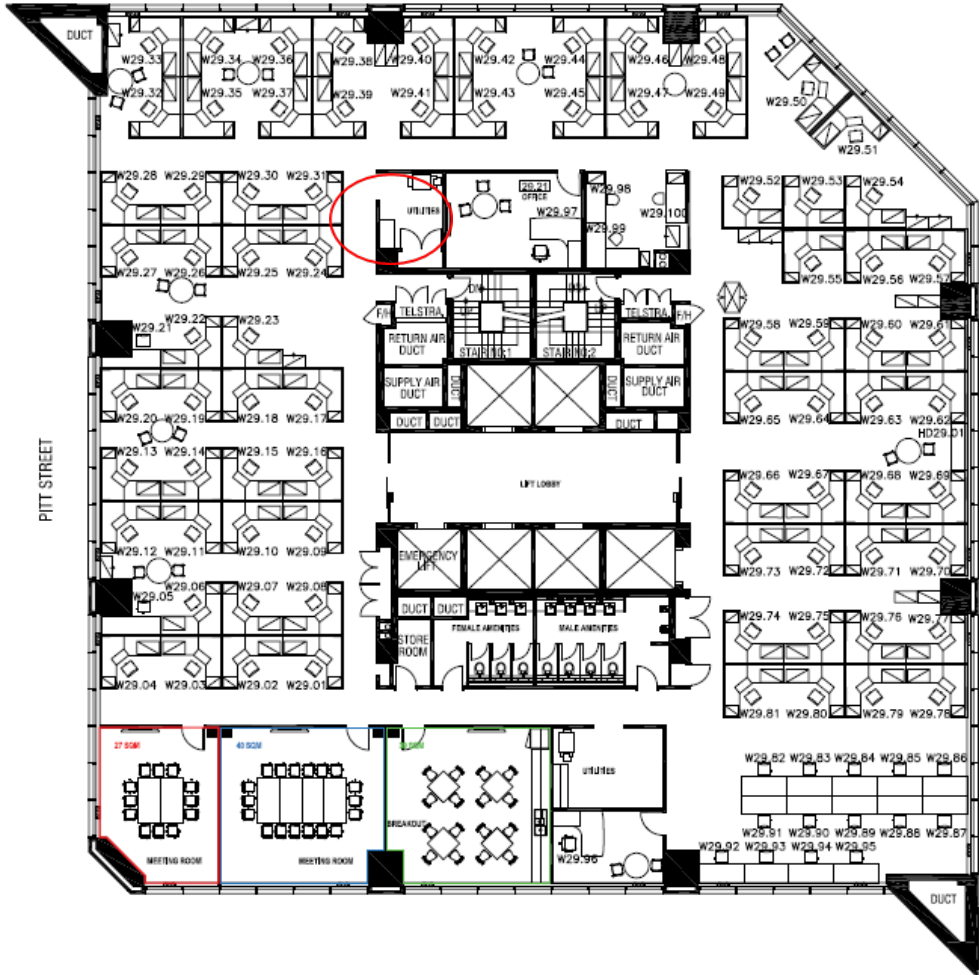 DUCT
W29.33 W29.34 W29.36 W29.38 W29.40 W29.42 W29.44 W29.46 W29.48
W29.32 W29.35 W29.37 W29.39 W29.41 W29.43 W29.45 W29.47 W29.49
W29.50
W29.51
W29.28 W29.29 W29.30 W29.31
UTILITIES
29.21
OFFICE
W29.97
W29.98
W29.99
W29.100
W29.52 W29.53 W29.54
W29.27 W29.26 W29.25 W29.24
W29.55 W29.56 W29.57
DN
UP
F/H
TELSTRA
TELSTRA
F/H
W29.21
W29.22 W29.23
RETURN AIR
DUCT
STAIR NO:1
STAIR NO:2
RETURN AIR
DUCT
W29.58 W29.59 W29.60 W29.61
SUPPLY AIR
DUCT
DUCT
DUCT
SUPPLY AIR
DUCT
W29.20 W29.19 W29.18 W29.17
DUCT DUCT
DUCT
W29.65 W29.64 W29.63 W29.62
HD29.01
PITT STREET
W29.13 W29.14 W29.15 W29.16
LIFT LOBBY
W29.66 W29.67 W29.68 W29.69
W29.12 W29.11 W29.10 W29.09
EMERGENCY
LIFT
W29.73 W29.72 W29.71 W29.70
W29.05
W29.06 W29.07 W29.08
DUCT DUCT
STORE
ROOM
FEMALE AMENITIES
MALE AMENITIES
W29.74 W29.75 W29.76 W29.77
W29.04 W29.03 W29.02 W29.01
W29.81 W29.80 W29.79 W29.78
27 SQM
40 SQM
UTILITIES
W29.82 W29.83 W29.84 W29.85 W29.86
BREAKOUT
W29.91 W29.90 W29.89 W29.88 W29.87
W29.96
W29.92 W29.93 W29.94 W29.95
MEETING ROOM
MEETING ROOM
DUCT